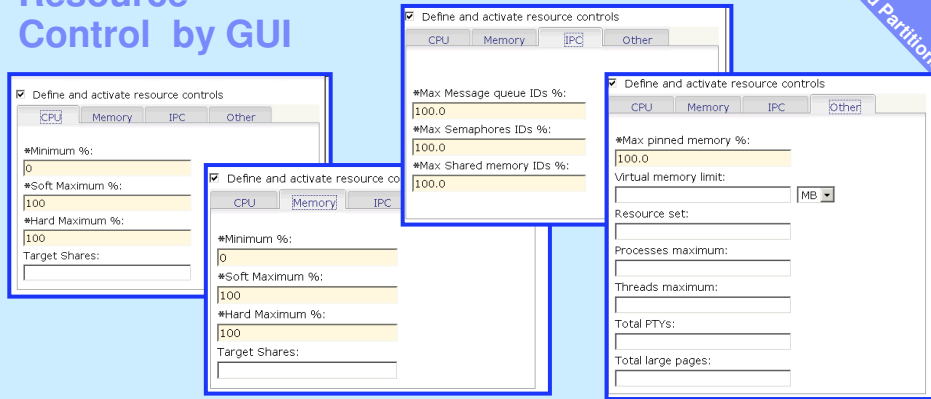 Resource
Control by GUI
d Partition
Define and activate resource controls
CPU Memory IPC Other
*Minimum %:
0
*Soft Maximum %:
100
*Hard Maximum %:
100
Target Shares:
Define and activate resource co
CPU Memory IPC
*Minimum %:
0
*Soft Maximum %:
100
*Hard Maximum %:
100
Target Shares:
Define and activate resource controls
CPU Memory IPC Other
*Max Message queue IDs %:
100.0
*Max Semaphores IDs %:
100.0
*Max Shared memory IDs %:
100.0
Define and activate resource controls
CPU Memory IPC Other
*Max pinned memory %:
100.0
Virtual memory limit:
MB
Resource set:
Processes maximum:
Threads maximum:
Total PTYs:
Total large pages: